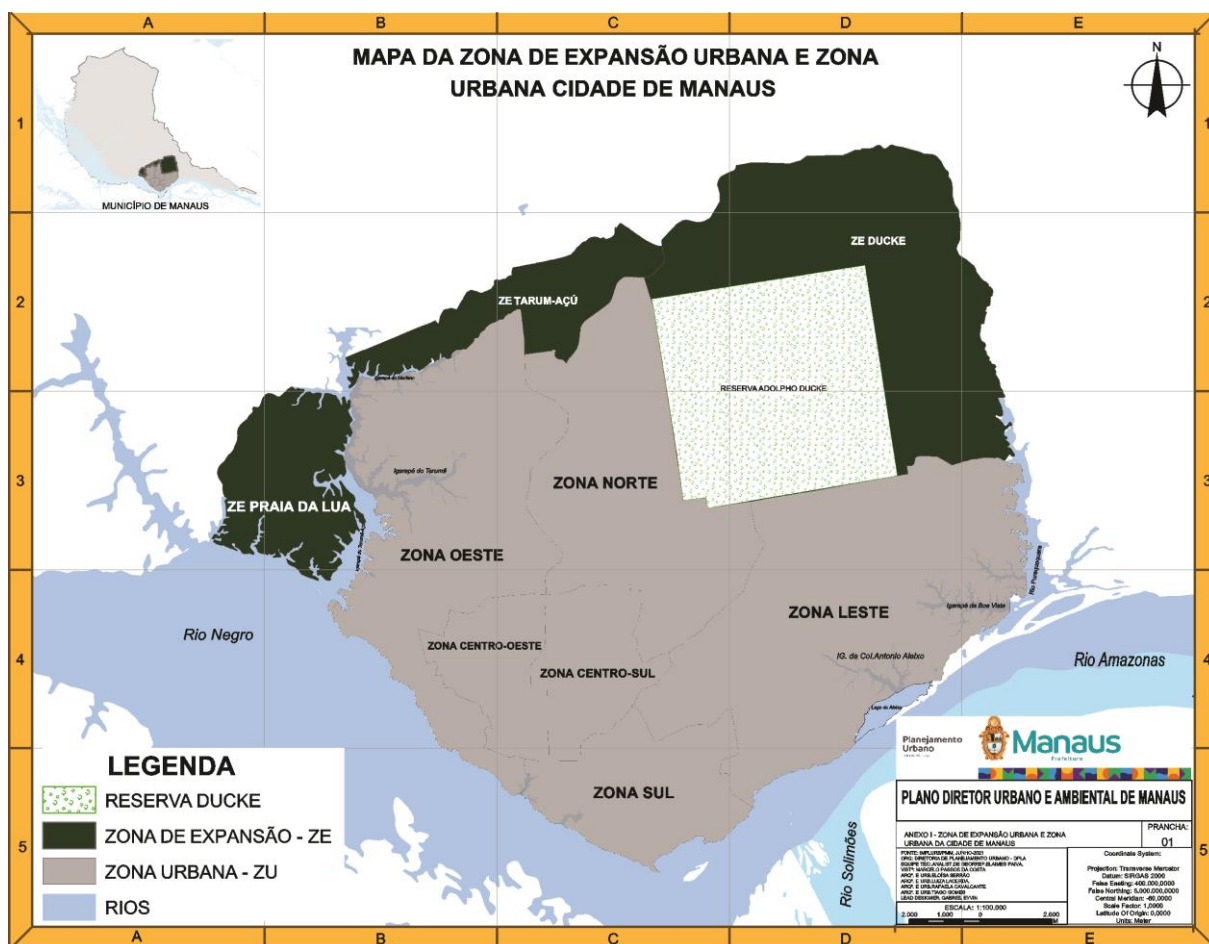 A B C D E
MAPA DA ZONA DE EXPANSÃO URBANA E ZONA
URBANA CIDADE DE MANAUS
N
1 1
MUNICÍPIO DE MANAUS
ZE DUCKE
ZE TARUM-AÇÚ
2 2
RESERVA ADOLPHO DUCKE
Igarapé do Tarumã
3 3
ZONA NORTE
ZE PRAIA DA LUA
ZONA OESTE
Rio Puraquequara
Igarapé da Boa Vista
ZONA LESTE
Rio Negro
ZONA CENTRO-OESTE
4 4
IG. da Col.Antonio Aleixo
Rio Amazonas
ZONA CENTRO-SUL
Lago do Aleixo
Planejamento
Urbano
Manaus
Prefeitura
LEGENDA
RESERVA DUCKE
ZONA DE EXPANSÃO - ZE
ZONA URBANA - ZU
RIOS
ZONA SUL
5 5
Rio Solimões
PLANO DIRETOR URBANO E AMBIENTAL DE MANAUS
ANEXO I - ZONA DE EXPANSÃO URBANA E ZONA
URBANA DA CIDADE DE MANAUS
PRANCHA:
01
Coordinate System:
Projection: Transverse Mercator
Datum: SIRGAS 2000
False Easting: 400.000,0000
False Northing: 5.000.000,0000
Central Meridian: -60,0000
Scale Factor: 1,0000
Latitude Of Origin: 0,0000
Units: Meter
ESCALA: 1:100.000
2.000 1.000 0 2.000
M
A B C D E